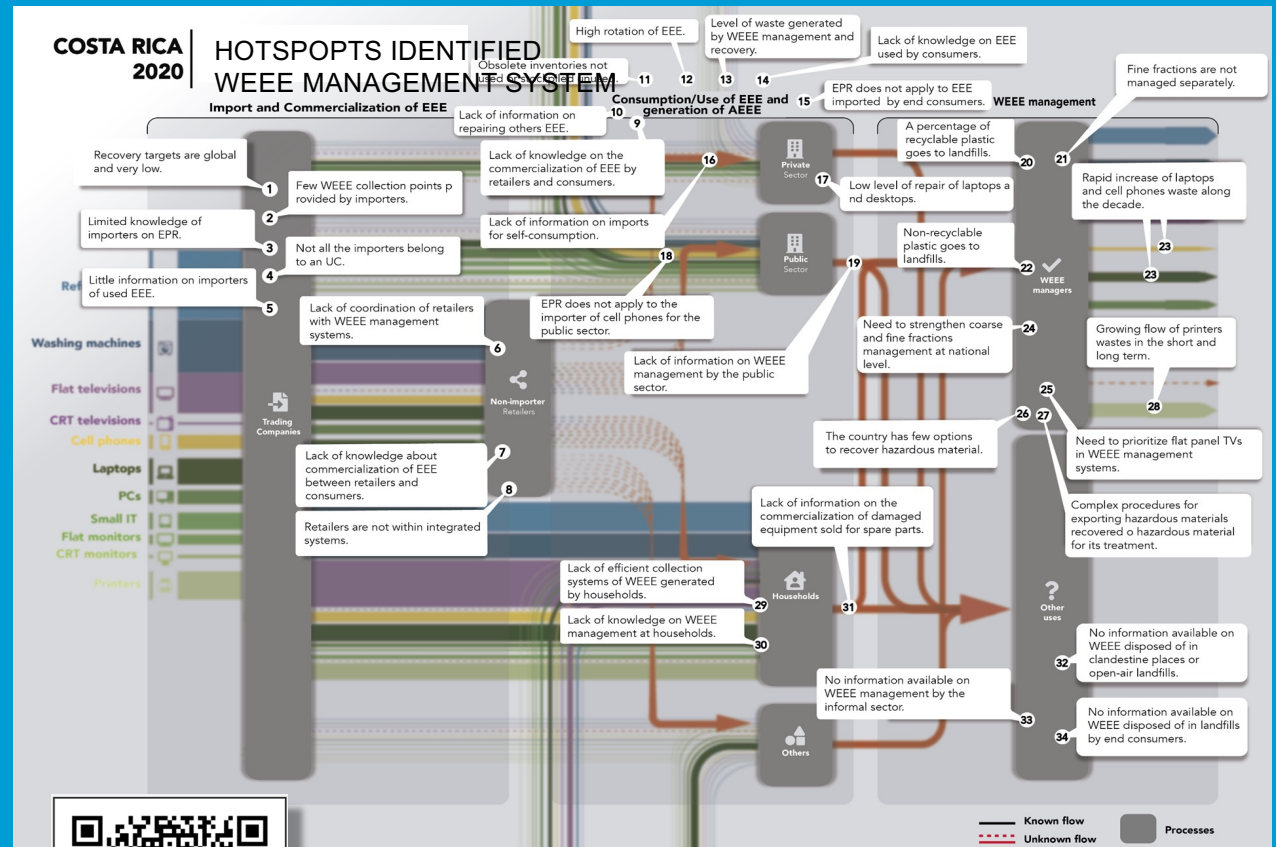 COSTA RICA
2020
HOTSPOPTS IDENTIFIED
WEEE MANAGEMENT SYSTEM
Import and Commercialization of EEE
Consumption/Use of EEE and
generation of AEEE
WEEE management
Recovery targets are global
and very low.
1
Few WEEE collection points p
rovided by importers.
2
Limited knowledge of
importers on EPR.
3
Not all the importers belong
to an UC.
4
Little information on importers
of used EEE.
5
Lack of coordination of retailers
with WEEE management
systems.
6
Lack of knowledge about
commercialization of EEE
between retailers and
consumers.
7
Retailers are not within integrated
systems.
8
Lack of knowledge on the
commercialization of EEE by
retailers and consumers.
9
Lack of information on
repairing others EEE.
10
Obsolete inventories not
used or stockpiled unused.
11
High rotation of EEE.
12
Level of waste generated
by WEEE management and
recovery.
13
Lack of knowledge on EEE
used by consumers.
14
EPR does not apply to EEE
imported by end consumers.
15
Lack of information on imports
for self-consumption.
16
Low level of repair of laptops a
nd desktops.
17
EPR does not apply to the
importer of cell phones for the
public sector.
18
Lack of information on WEEE
management by the public
sector.
19
A percentage of
recyclable plastic
goes to landfills.
20
Fine fractions are not
managed separately.
21
Non-recyclable
plastic goes to
landfills.
22
Rapid increase of laptops
and cell phones waste along
the decade.
23
23
Need to strengthen coarse
and fine fractions
management at national
level.
24
Need to prioritize flat panel TVs
in WEEE management
systems.
25
The country has few options
to recover hazardous material.
26
Complex procedures for
exporting hazardous materials
recovered o hazardous material
for its treatment.
27
Growing flow of printers
wastes in the short and
long term.
28
Lack of efficient collection
systems of WEEE generated
by households.
29
Lack of knowledge on WEEE
management at households.
30
Lack of information on the
commercialization of damaged
equipment sold for spare parts.
31
No information available on
WEEE disposed of in
clandestine places or
open-air landfills.
32
No information available on
WEEE management by the
informal sector.
33
No information available on
WEEE disposed of in landfills
by end consumers.
34
Ref
Washing machines
Flat televisions
CRT televisions
Cell phones
Laptops
PCs
Small IT
Flat monitors
CRT monitors
Printers
Trading
Companies
Non-importer
Retailers
Private
Sector
Public
Sector
Households
Others
WEEE
managers
Other
uses
Known flow
Unknown flow
Processes